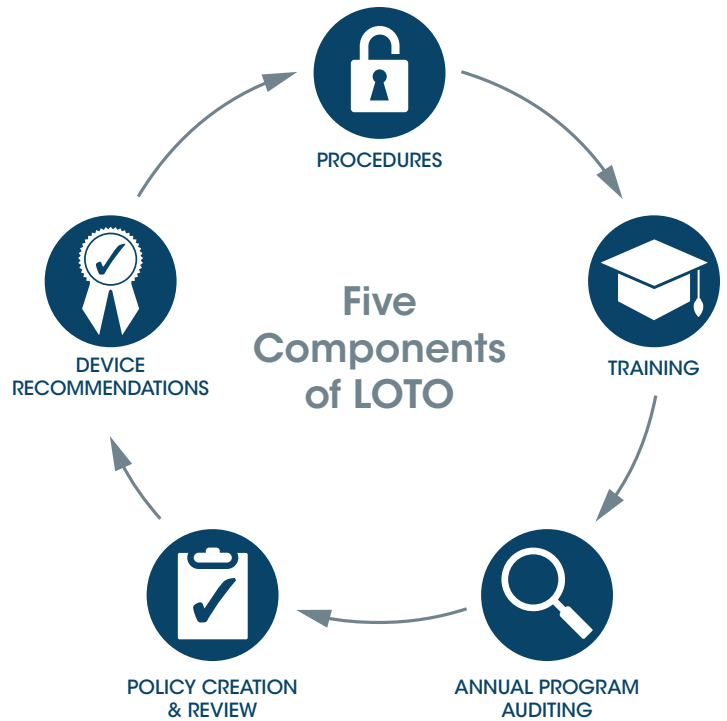 PROCEDURES
TRAINING
ANNUAL PROGRAM
AUDITING
POLICY CREATION
& REVIEW
DEVICE
RECOMMENDATIONS
Five
Components
of LOTO